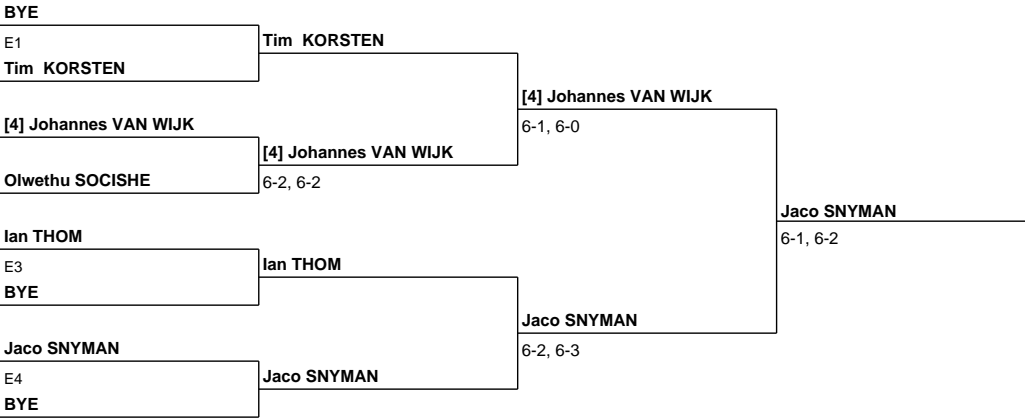 BYE
E1
Tim KORSTEN
Tim KORSTEN
[4] Johannes VAN WIJK
6-1, 6-0
[4] Johannes VAN WIJK
[4] Johannes VAN WIJK
6-2, 6-2
Olwethu SOCISHE
Jaco SNYMAN
6-1, 6-2
Ian THOM
E3
BYE
Ian THOM
Jaco SNYMAN
6-2, 6-3
Jaco SNYMAN
E4
BYE
Jaco SNYMAN